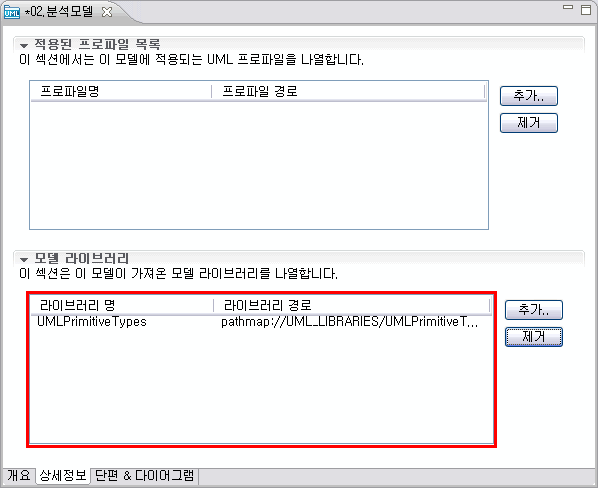 UML *02.분석모델
적용된 프로파일 목록
이 섹션에서는 이 모델에 적용되는 UML 프로파일을 나열합니다.
프로파일명 프로파일 경로
추가..
제거
모델 라이브러리
이 섹션은 이 모델이 가져온 모델 라이브러리를 나열합니다.
라이브러리 명 라이브러리 경로
UMLPrimitiveTypes pathmap://UML_LIBRARIES/UMLPrimitiveT...
추가..
제거
개요 상세정보 단편 & 다이어그램